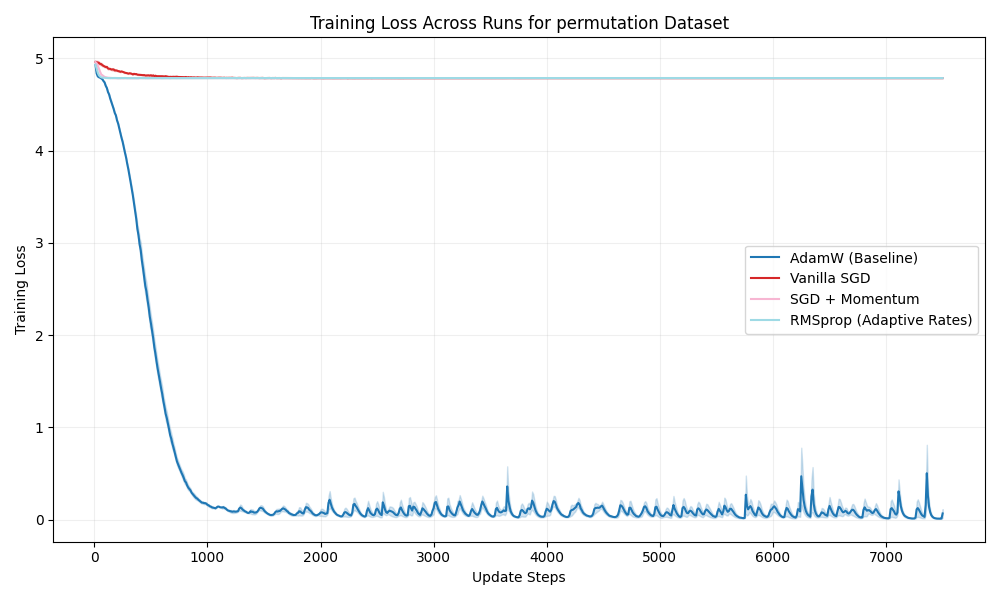 Training Loss Across Runs for permutation Dataset
Training Loss
5
4
3
2
1
0
AdamW (Baseline)
Vanilla SGD
SGD + Momentum
RMSprop (Adaptive Rates)
0 1000 2000 3000 4000 5000 6000 7000
Update Steps